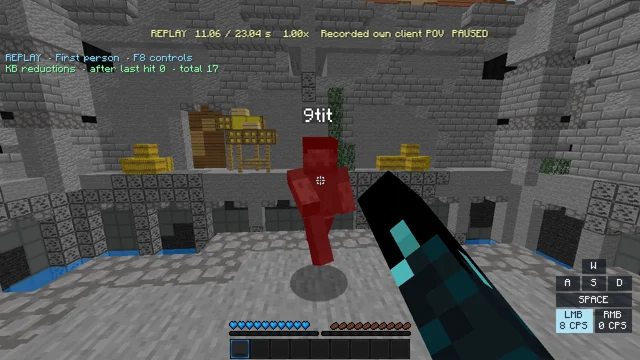 REPLAY 11.06 / 23.04 s 1.00x Recorded own client POV PAUSED
REPLAY - First person - F8 controls
KB reductions - after last hit 0 - total 17
9tit
W
A S D
SPACE
LMB RMB
8 CPS 0 CPS